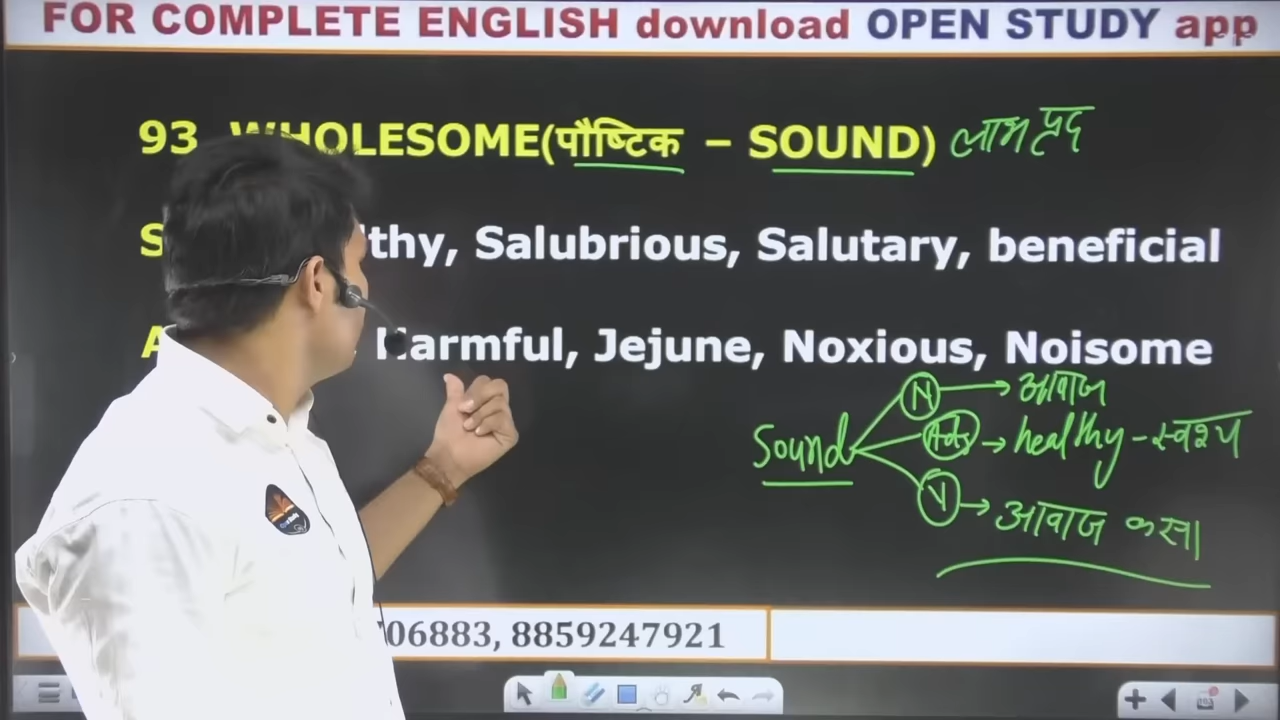 FOR COMPLETE ENGLISH download OPEN STUDY app
93 WHOLESOME(पौष्टिक – SOUND) लाभप्रद
thy, Salubrious, Salutary, beneficial
Harmful, Jejune, Noxious, Noisome
Sound
N → आवाज
Adj → healthy - स्वस्थ
V → आवाज करना
06883, 8859247921